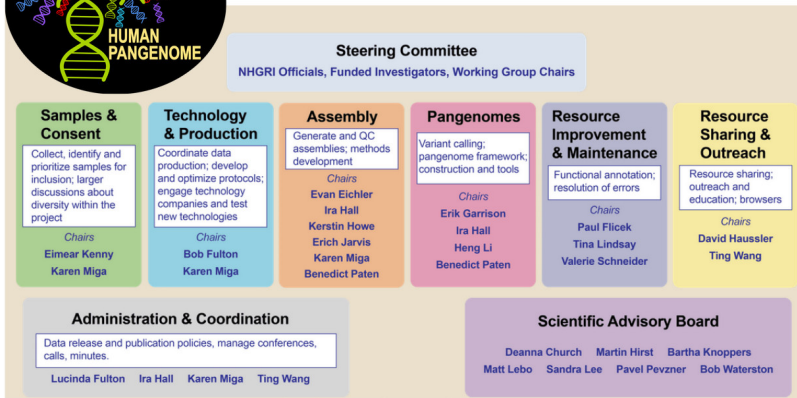 HUMAN
PANGENOME
Steering Committee
NHGRI Officials, Funded Investigators, Working Group Chairs
Samples &
Consent
Collect, identify and
prioritize samples for
inclusion; larger
discussions about
diversity within the
project
Chairs
Eimear Kenny
Karen Miga
Technology
& Production
Coordinate data
production; develop
and optimize protocols;
engage technology
companies and test
new technologies
Chairs
Bob Fulton
Karen Miga
Assembly
Generate and QC
assemblies; methods
development
Chairs
Evan Eichler
Ira Hall
Kerstin Howe
Erich Jarvis
Karen Miga
Benedict Paten
Pangenomes
Variant calling;
pangenome framework;
construction and tools
Chairs
Erik Garrison
Ira Hall
Heng Li
Benedict Paten
Resource
Improvement
& Maintenance
Functional annotation;
resolution of errors
Chairs
Paul Flicek
Tina Lindsay
Valerie Schneider
Resource
Sharing &
Outreach
Resource sharing;
outreach and
education; browsers
Chairs
David Haussler
Ting Wang
Administration & Coordination
Data release and publication policies, manage conferences,
calls, minutes.
Lucinda Fulton Ira Hall Karen Miga Ting Wang
Scientific Advisory Board
Deanna Church Martin Hirst Bartha Knoppers
Matt Lebo Sandra Lee Pavel Pevzner Bob Waterston